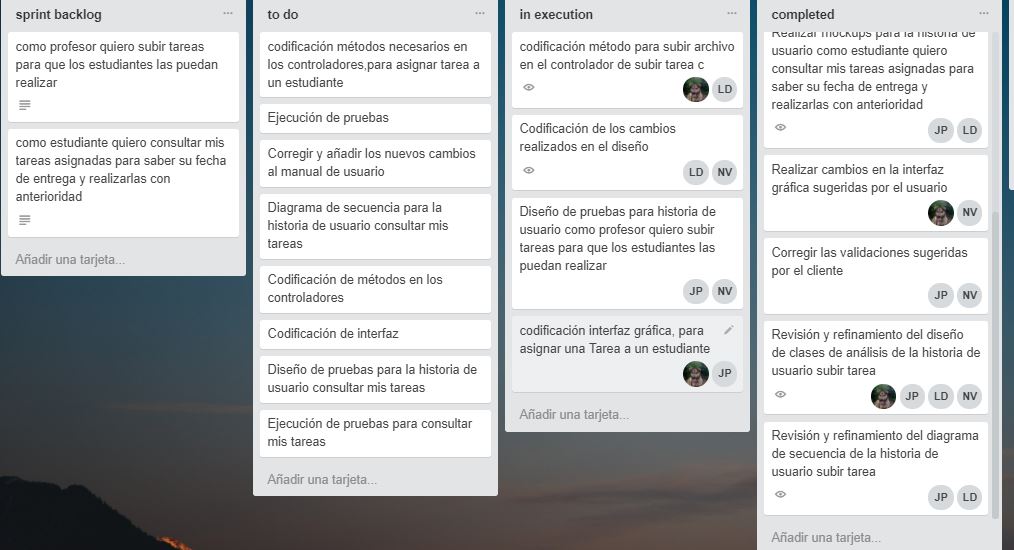 sprint backlog
como profesor quiero subir tareas
para que los estudiantes las puedan
realizar
como estudiante quiero consultar mis
tareas asignadas para saber su fecha
de entrega y realizarlas con
anterioridad
Añadir una tarjeta...
to do
codificación métodos necesarios en
los controladores,para asignar tarea a
un estudiante
Ejecución de pruebas
Corregir y añadir los nuevos cambios
al manual de usuario
Diagrama de secuencia para la
historia de usuario consultar mis
tareas
Codificación de métodos en los
controladores
Codificación de interfaz
Diseño de pruebas para la historia de
usuario consultar mis tareas
Ejecución de pruebas para consultar
mis tareas
Añadir una tarjeta...
in execution
codificación método para subir archivo
en el controlador de subir tarea c
LD
Codificación de los cambios
realizados en el diseño
LD NV
Diseño de pruebas para historia de
usuario como profesor quiero subir
tareas para que los estudiantes las
puedan realizar
JP NV
codificación interfaz gráfica, para
asignar una Tarea a un estudiante
JP
Añadir una tarjeta...
completed
Realizar mockups para la historia de
usuario como estudiante quiero
consultar mis tareas asignadas para
saber su fecha de entrega y
realizarlas con anterioridad
JP LD
Realizar cambios en la interfaz
gráfica sugeridas por el usuario
NV
Corregir las validaciones sugeridas
por el cliente
JP NV
Revisión y refinamiento del diseño
de clases de análisis de la historia de
usuario subir tarea
JP LD NV
Revisión y refinamiento del diagrama
de secuencia de la historia de
usuario subir tarea
JP LD
Añadir una tarjeta...